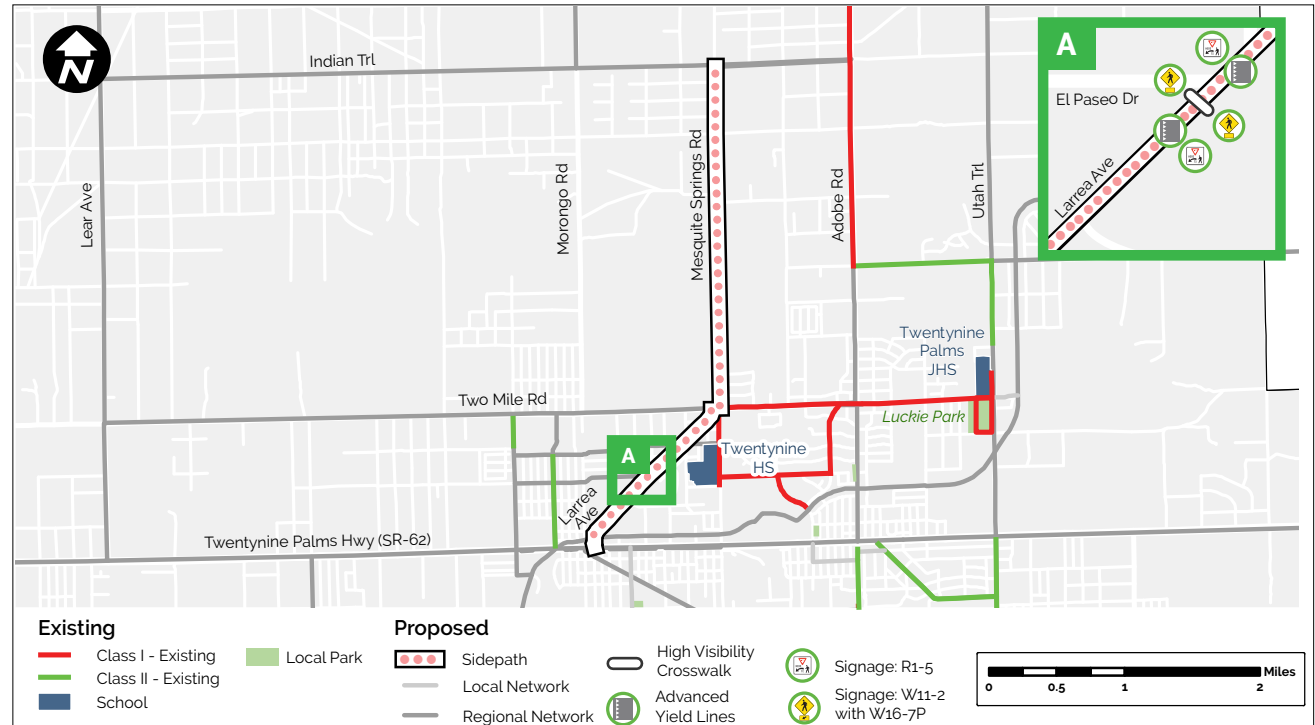 N
Indian Trl
Lear Ave
Morongo Rd
Mesquite Springs Rd
Adobe Rd
Utah Trl
A
El Paseo Dr
Larrea Ave
Two Mile Rd
Twentynine
Palms
JHS
Luckie Park
A
Twentynine
HS
Larrea
Ave
Twentynine Palms Hwy (SR-62)
Existing
Class I - Existing
Class II - Existing
School
Local Park
Proposed
Sidepath
Local Network
Regional Network
High Visibility
Crosswalk
Advanced
Yield Lines
Signage: R1-5
Signage: W11-2
with W16-7P
Miles
0 0.5 1 2